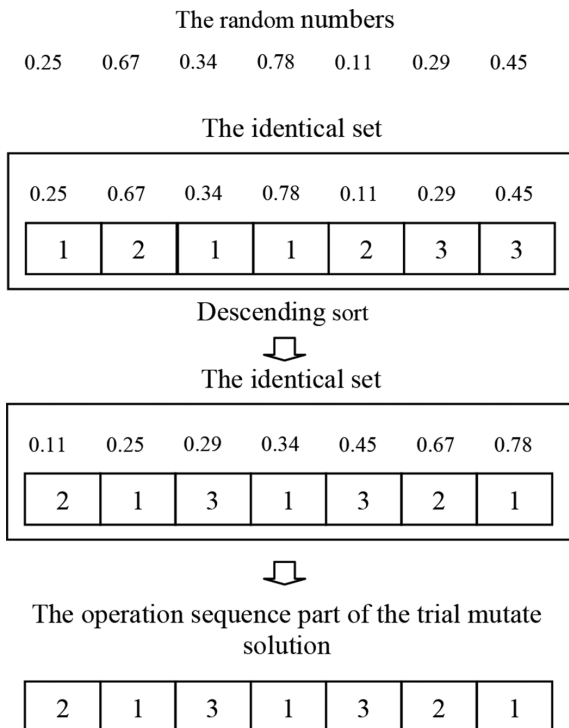 The random numbers
0.25 0.67 0.34 0.78 0.11 0.29 0.45
The identical set
0.25 0.67 0.34 0.78 0.11 0.29 0.45
1 2 1 1 2 3 3
Descending sort
The identical set
0.11 0.25 0.29 0.34 0.45 0.67 0.78
2 1 3 1 3 2 1
The operation sequence part of the trial mutate
solution
2 1 3 1 3 2 1